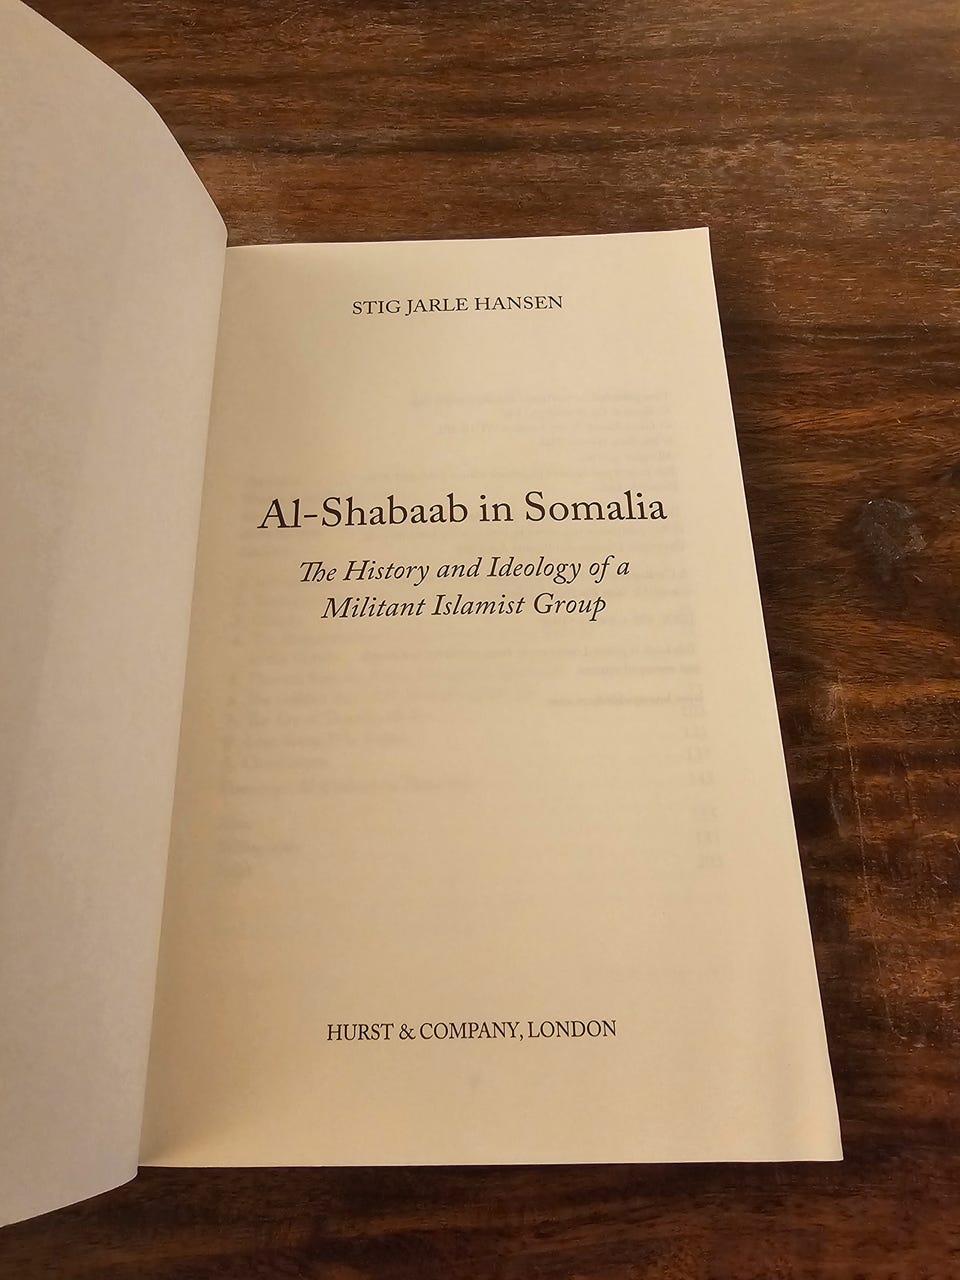 STIG JARLE HANSEN
Al-Shabaab in Somalia
The History and Ideology of a
Militant Islamist Group
HURST & COMPANY, LONDON